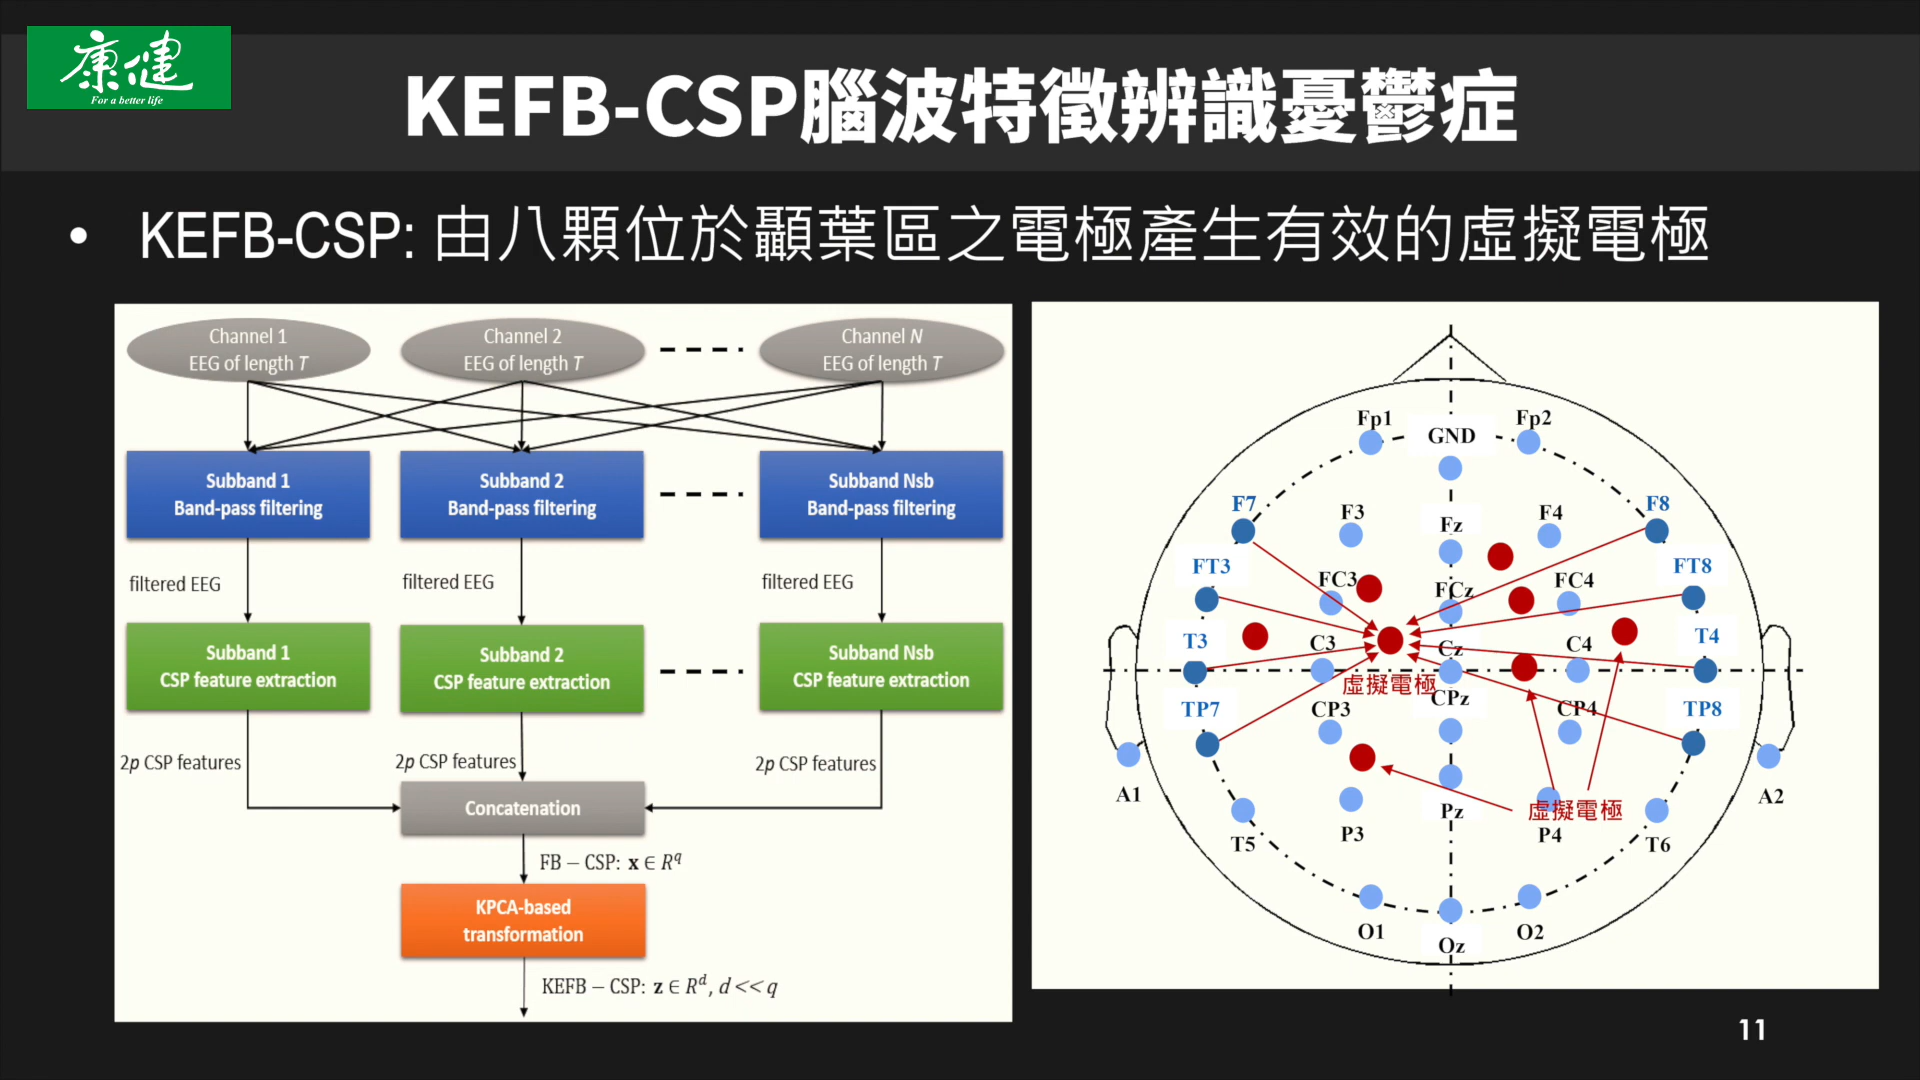 康健
For a better life
KEFB-CSP腦波特徵辨識憂鬱症
• KEFB-CSP: 由八顆位於顳葉區之電極產生有效的虛擬電極
Channel 1
EEG of length T
Channel 2
EEG of length T
Channel N
EEG of length T
Subband 1
Band-pass filtering
Subband 2
Band-pass filtering
Subband Nsb
Band-pass filtering
filtered EEG
filtered EEG
filtered EEG
Subband 1
CSP feature extraction
Subband 2
CSP feature extraction
Subband Nsb
CSP feature extraction
2p CSP features
2p CSP features
2p CSP features
Concatenation
FB – CSP: x ∈ R^q
KPCA-based
transformation
KEFB – CSP: z ∈ R^d, d << q
Fp1
GND
Fp2
F7
F3
Fz
F4
F8
FT3
FC3
FCz
FC4
FT8
T3
C3
Cz
C4
T4
虛擬電極
TP7
CP3
CPz
CP4
TP8
A1
Pz
虛擬電極
A2
T5
P3
P4
T6
O1
Oz
O2
11